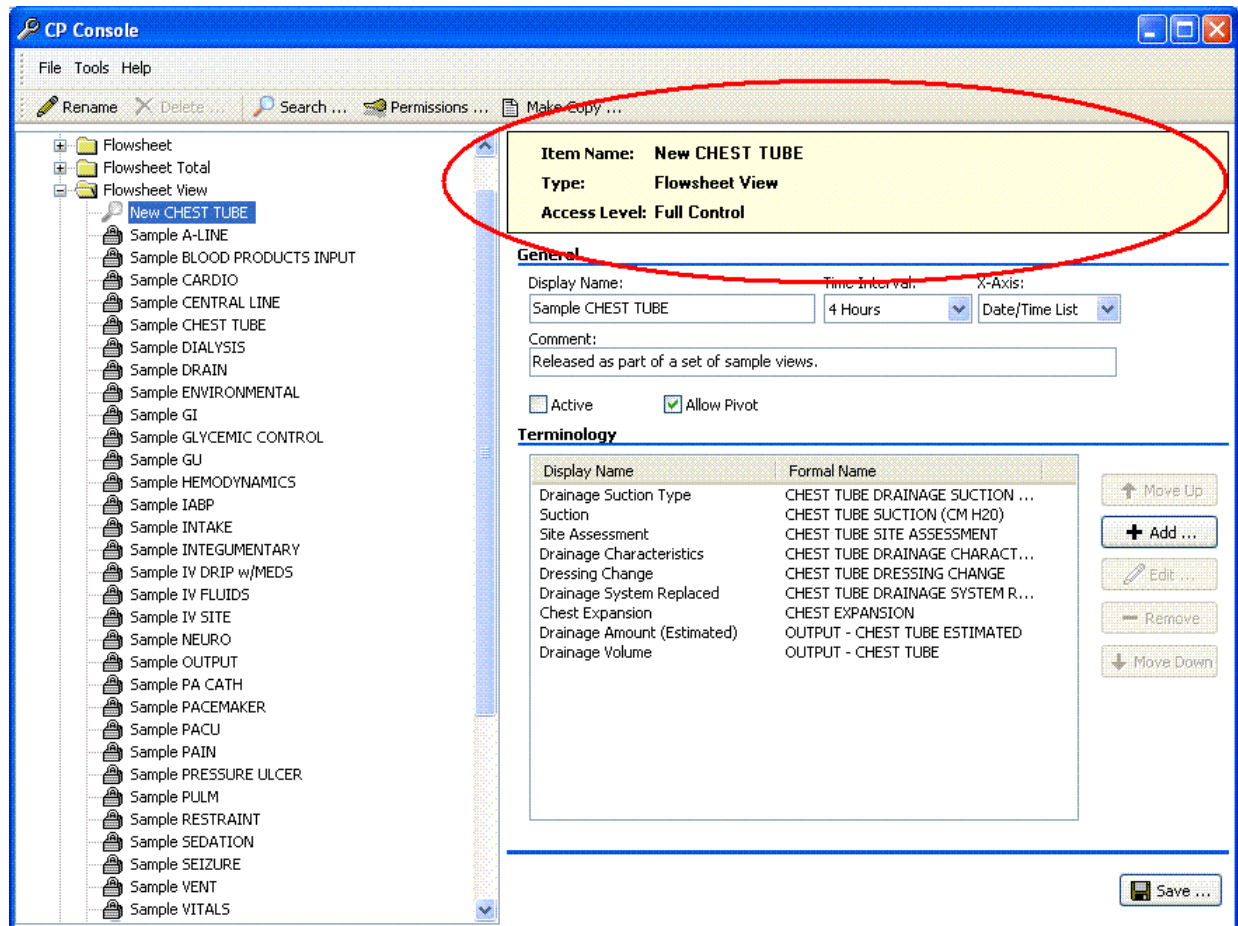 CP Console
File Tools Help
Rename Delete ... Search ... Permissions ... Make Copy ...
Flowsheet
Flowsheet Total
Flowsheet View
New CHEST TUBE
Sample A-LINE
Sample BLOOD PRODUCTS INPUT
Sample CARDIO
Sample CENTRAL LINE
Sample CHEST TUBE
Sample DIALYSIS
Sample DRAIN
Sample ENVIRONMENTAL
Sample GI
Sample GLYCEMIC CONTROL
Sample GU
Sample HEMODYNAMICS
Sample IABP
Sample INTAKE
Sample INTEGUMENTARY
Sample IV DRIP w/MEDS
Sample IV FLUIDS
Sample IV SITE
Sample NEURO
Sample OUTPUT
Sample PA CATH
Sample PACEMAKER
Sample PACU
Sample PAIN
Sample PRESSURE ULCER
Sample PULM
Sample RESTRAINT
Sample SEDATION
Sample SEIZURE
Sample VENT
Sample VITALS
Item Name: New CHEST TUBE
Type: Flowsheet View
Access Level: Full Control
General
Display Name: Time Interval: X-Axis:
Sample CHEST TUBE 4 Hours Date/Time List
Comment:
Released as part of a set of sample views.
Active Allow Pivot
Terminology
Display Name Formal Name
Drainage Suction Type CHEST TUBE DRAINAGE SUCTION ...
Suction CHEST TUBE SUCTION (CM H20)
Site Assessment CHEST TUBE SITE ASSESSMENT
Drainage Characteristics CHEST TUBE DRAINAGE CHARACT...
Dressing Change CHEST TUBE DRESSING CHANGE
Drainage System Replaced CHEST TUBE DRAINAGE SYSTEM R...
Chest Expansion CHEST EXPANSION
Drainage Amount (Estimated) OUTPUT - CHEST TUBE ESTIMATED
Drainage Volume OUTPUT - CHEST TUBE
Move Up
Add ...
Edit ...
Remove
Move Down
Save ...